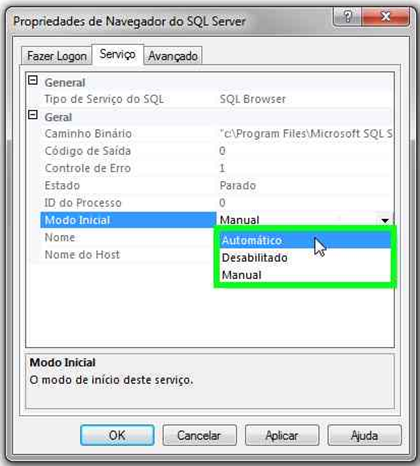 Propriedades de Navegador do SQL Server
Fazer Logon Serviço Avançado
General
Tipo de Serviço do SQL SQL Browser
Geral
Caminho Binário "c:\Program Files\Microsoft SQL S
Código de Saída 0
Controle de Erro 1
Estado Parado
ID do Processo 0
Modo Inicial Manual
Nome Automático
Nome do Host Desabilitado
Manual
Modo Inicial
O modo de início deste serviço.
OK Cancelar Aplicar Ajuda